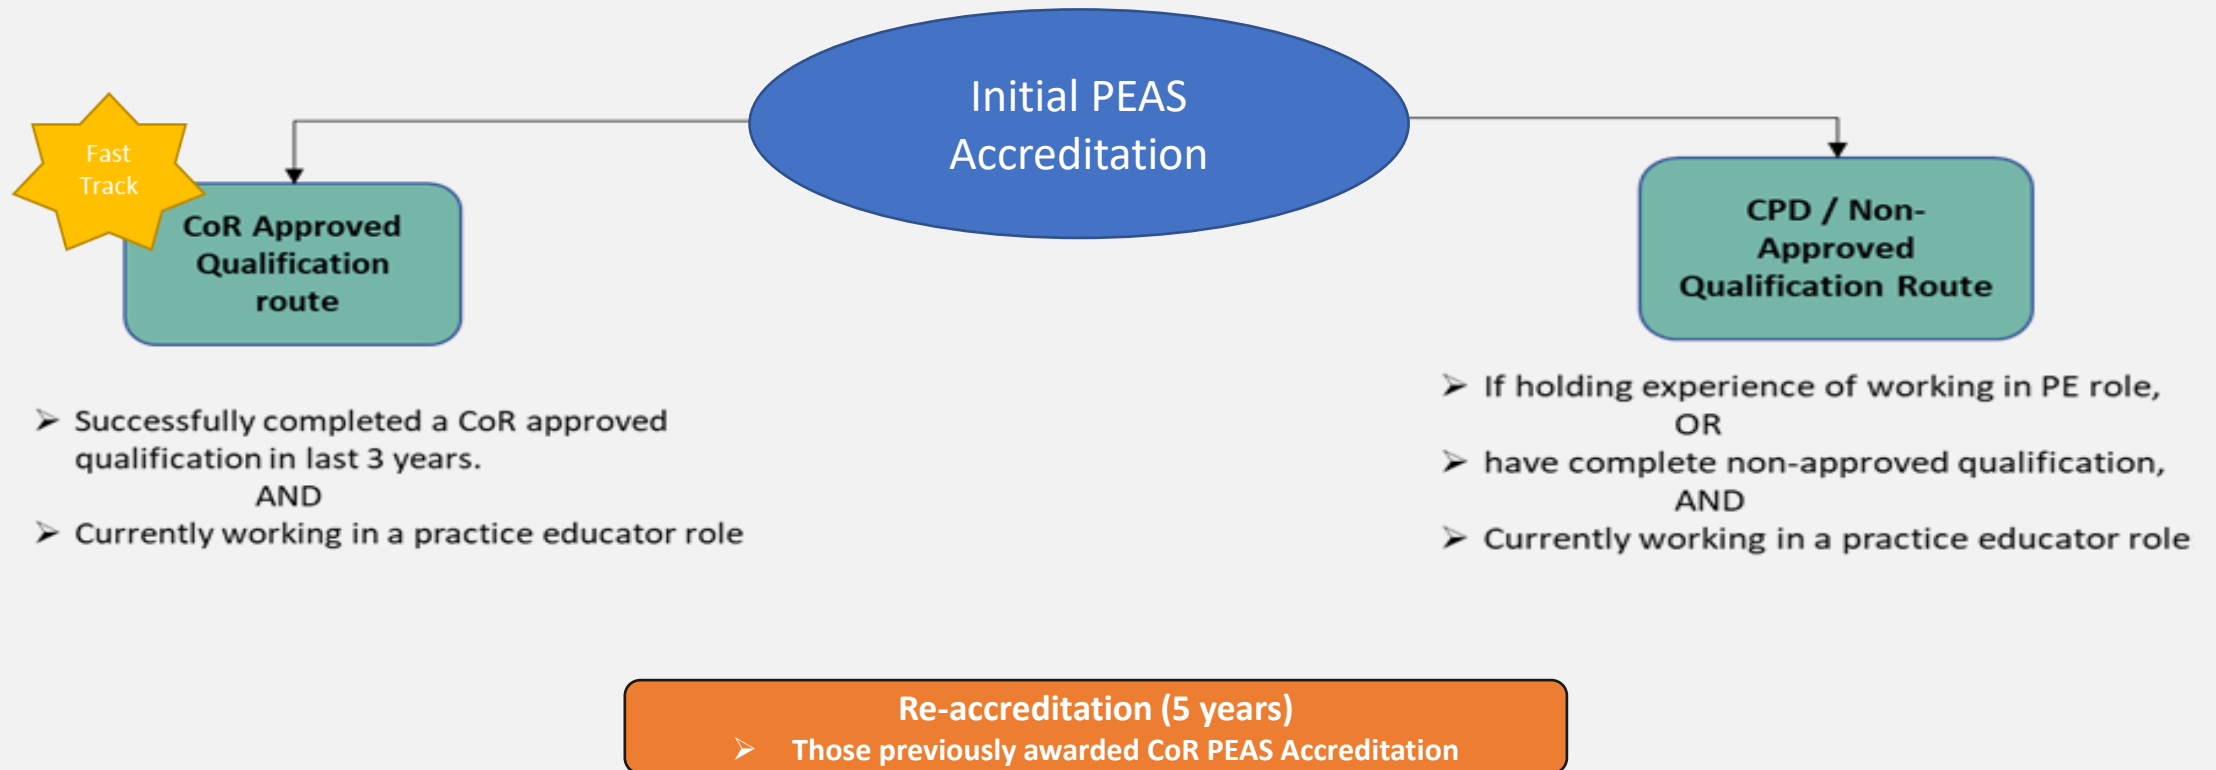 Initial PEAS
Accreditation
Fast
Track
CoR Approved
Qualification
route
➢ Successfully completed a CoR approved
qualification in last 3 years.
AND
➢ Currently working in a practice educator role
CPD / Non-
Approved
Qualification Route
➢ If holding experience of working in PE role,
OR
➢ have complete non-approved qualification,
AND
➢ Currently working in a practice educator role
Re-accreditation (5 years)
➢ Those previously awarded CoR PEAS Accreditation